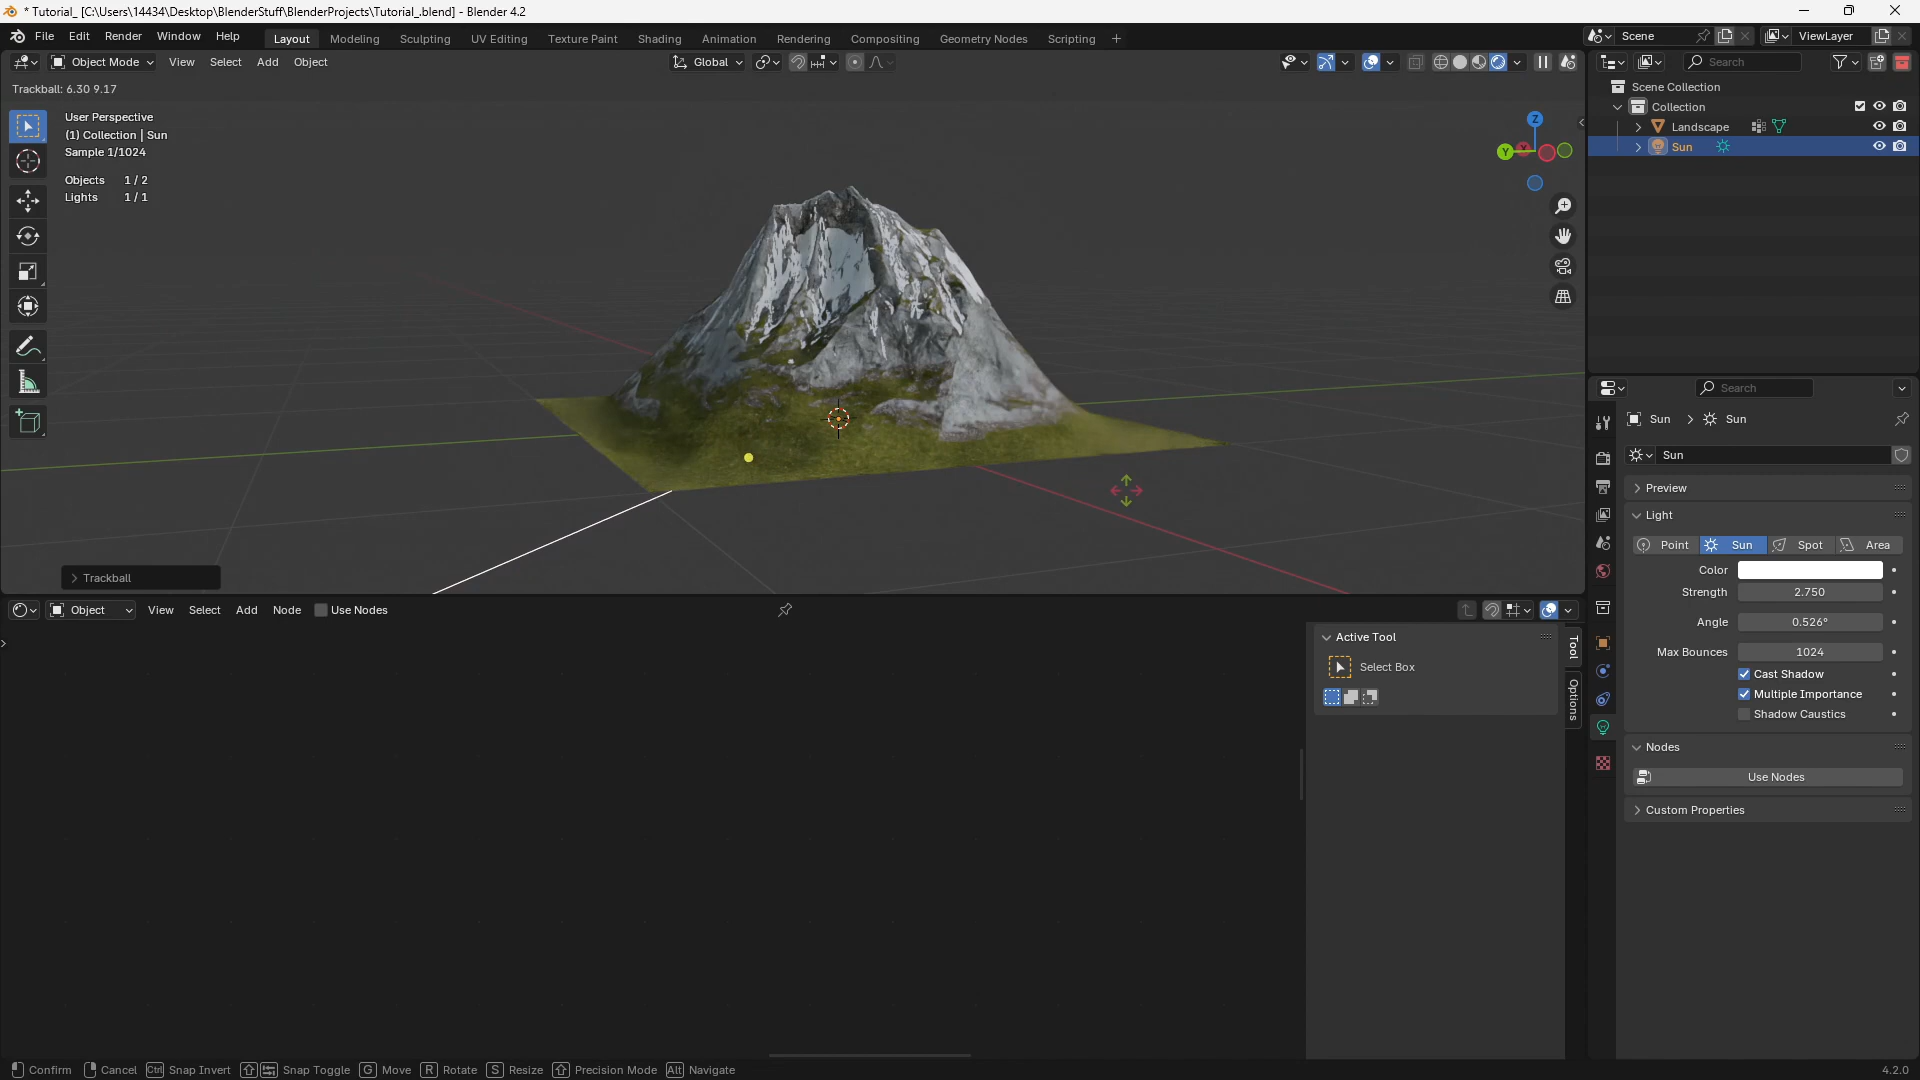 * Tutorial_ [C:\Users\14434\Desktop\BlenderStuff\BlenderProjects\Tutorial_.blend] - Blender 4.2
File Edit Render Window Help Layout Modeling Sculpting UV Editing Texture Paint Shading Animation Rendering Compositing Geometry Nodes Scripting + Scene ViewLayer
Object Mode View Select Add Object Global Search
Trackball: 6.30 9.17
User Perspective
(1) Collection | Sun
Sample 1/1024
Objects 1 / 2
Lights 1 / 1
Z
Y
X
Scene Collection
Collection
Landscape
Sun
Trackball
Search
Sun > Sun
Sun
Preview
Light
Point Sun Spot Area
Color
Strength 2.750
Angle 0.526°
Max Bounces 1024
Cast Shadow
Multiple Importance
Shadow Caustics
Nodes
Use Nodes
Custom Properties
Object View Select Add Node Use Nodes
Active Tool
Select Box
Tool
Options
Confirm Cancel Ctrl Snap Invert Snap Toggle G Move R Rotate S Resize Precision Mode Alt Navigate 4.2.0